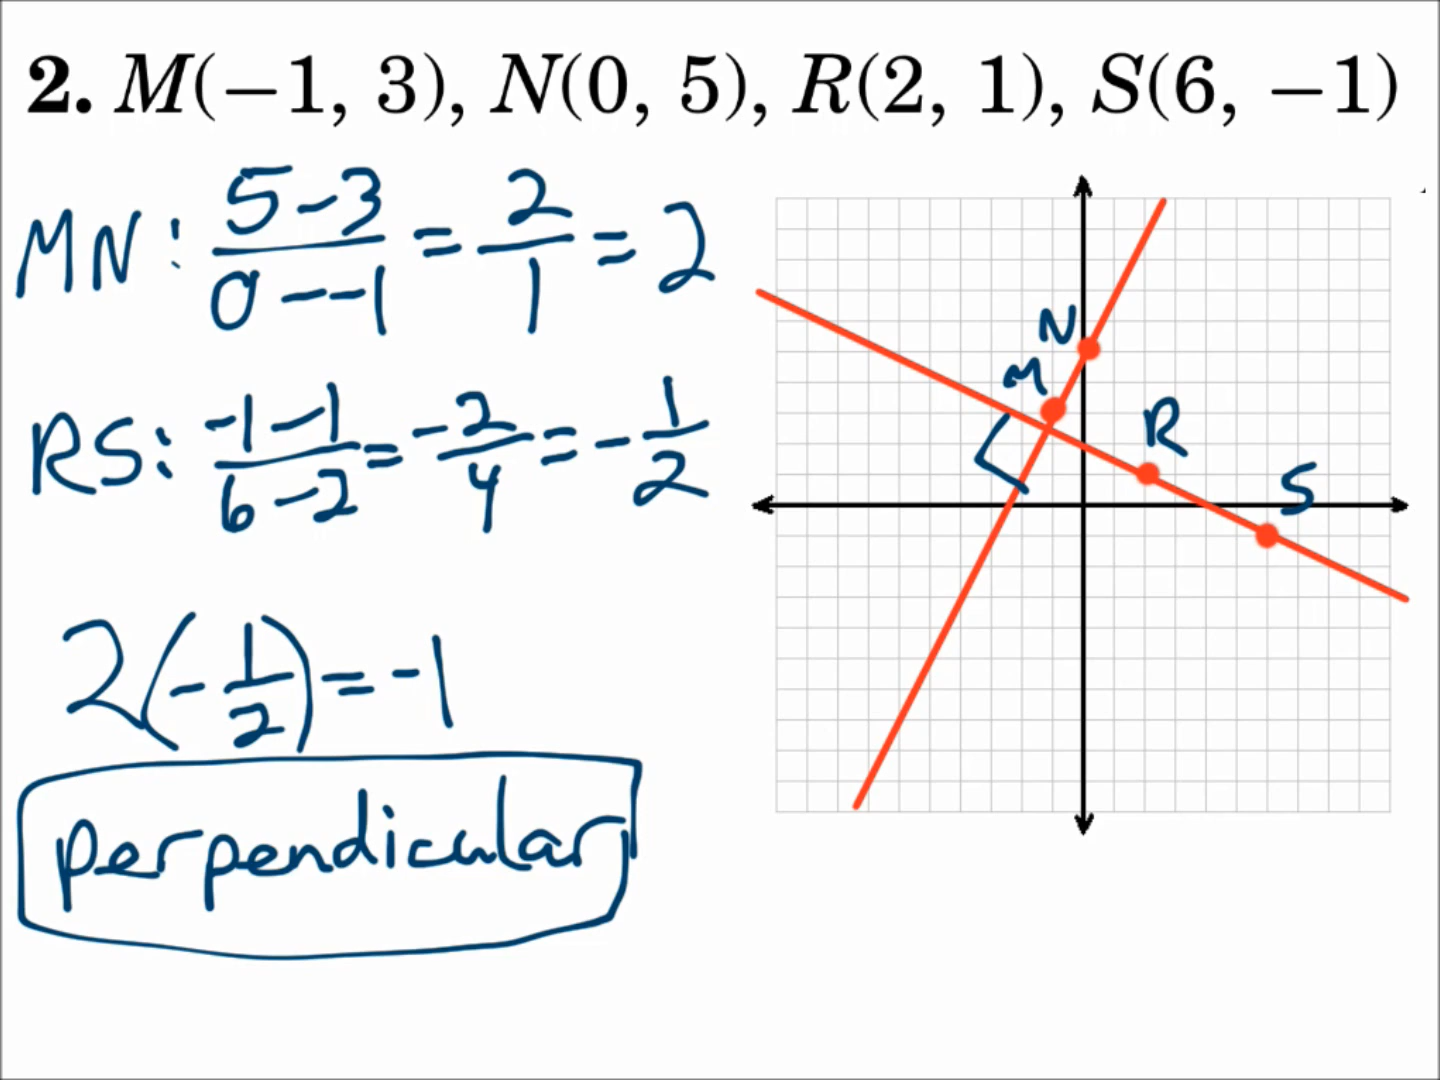 2. M(−1, 3), N(0, 5), R(2, 1), S(6, −1)
MN: 5-3/0--1 = 2/1 = 2
RS: -1-1/6-2 = -2/4 = -1/2
2(-1/2) = -1
perpendicular
N
M
R
S